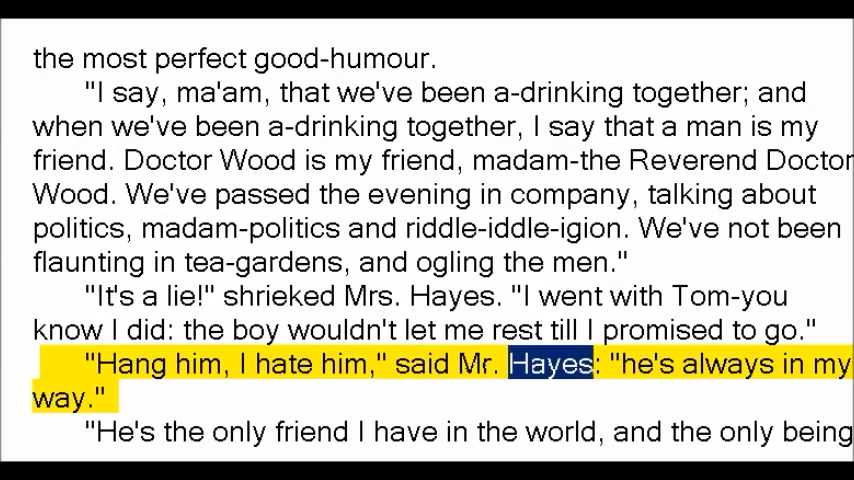 the most perfect good-humour.
"I say, ma'am, that we've been a-drinking together; and
when we've been a-drinking together, I say that a man is my
friend. Doctor Wood is my friend, madam-the Reverend Doctor
Wood. We've passed the evening in company, talking about
politics, madam-politics and riddle-iddle-igion. We've not been
flaunting in tea-gardens, and ogling the men."
"It's a lie!" shrieked Mrs. Hayes. "I went with Tom-you
know I did: the boy wouldn't let me rest till I promised to go."
"Hang him, I hate him," said Mr. Hayes: "he's always in my
way."
"He's the only friend I have in the world, and the only being